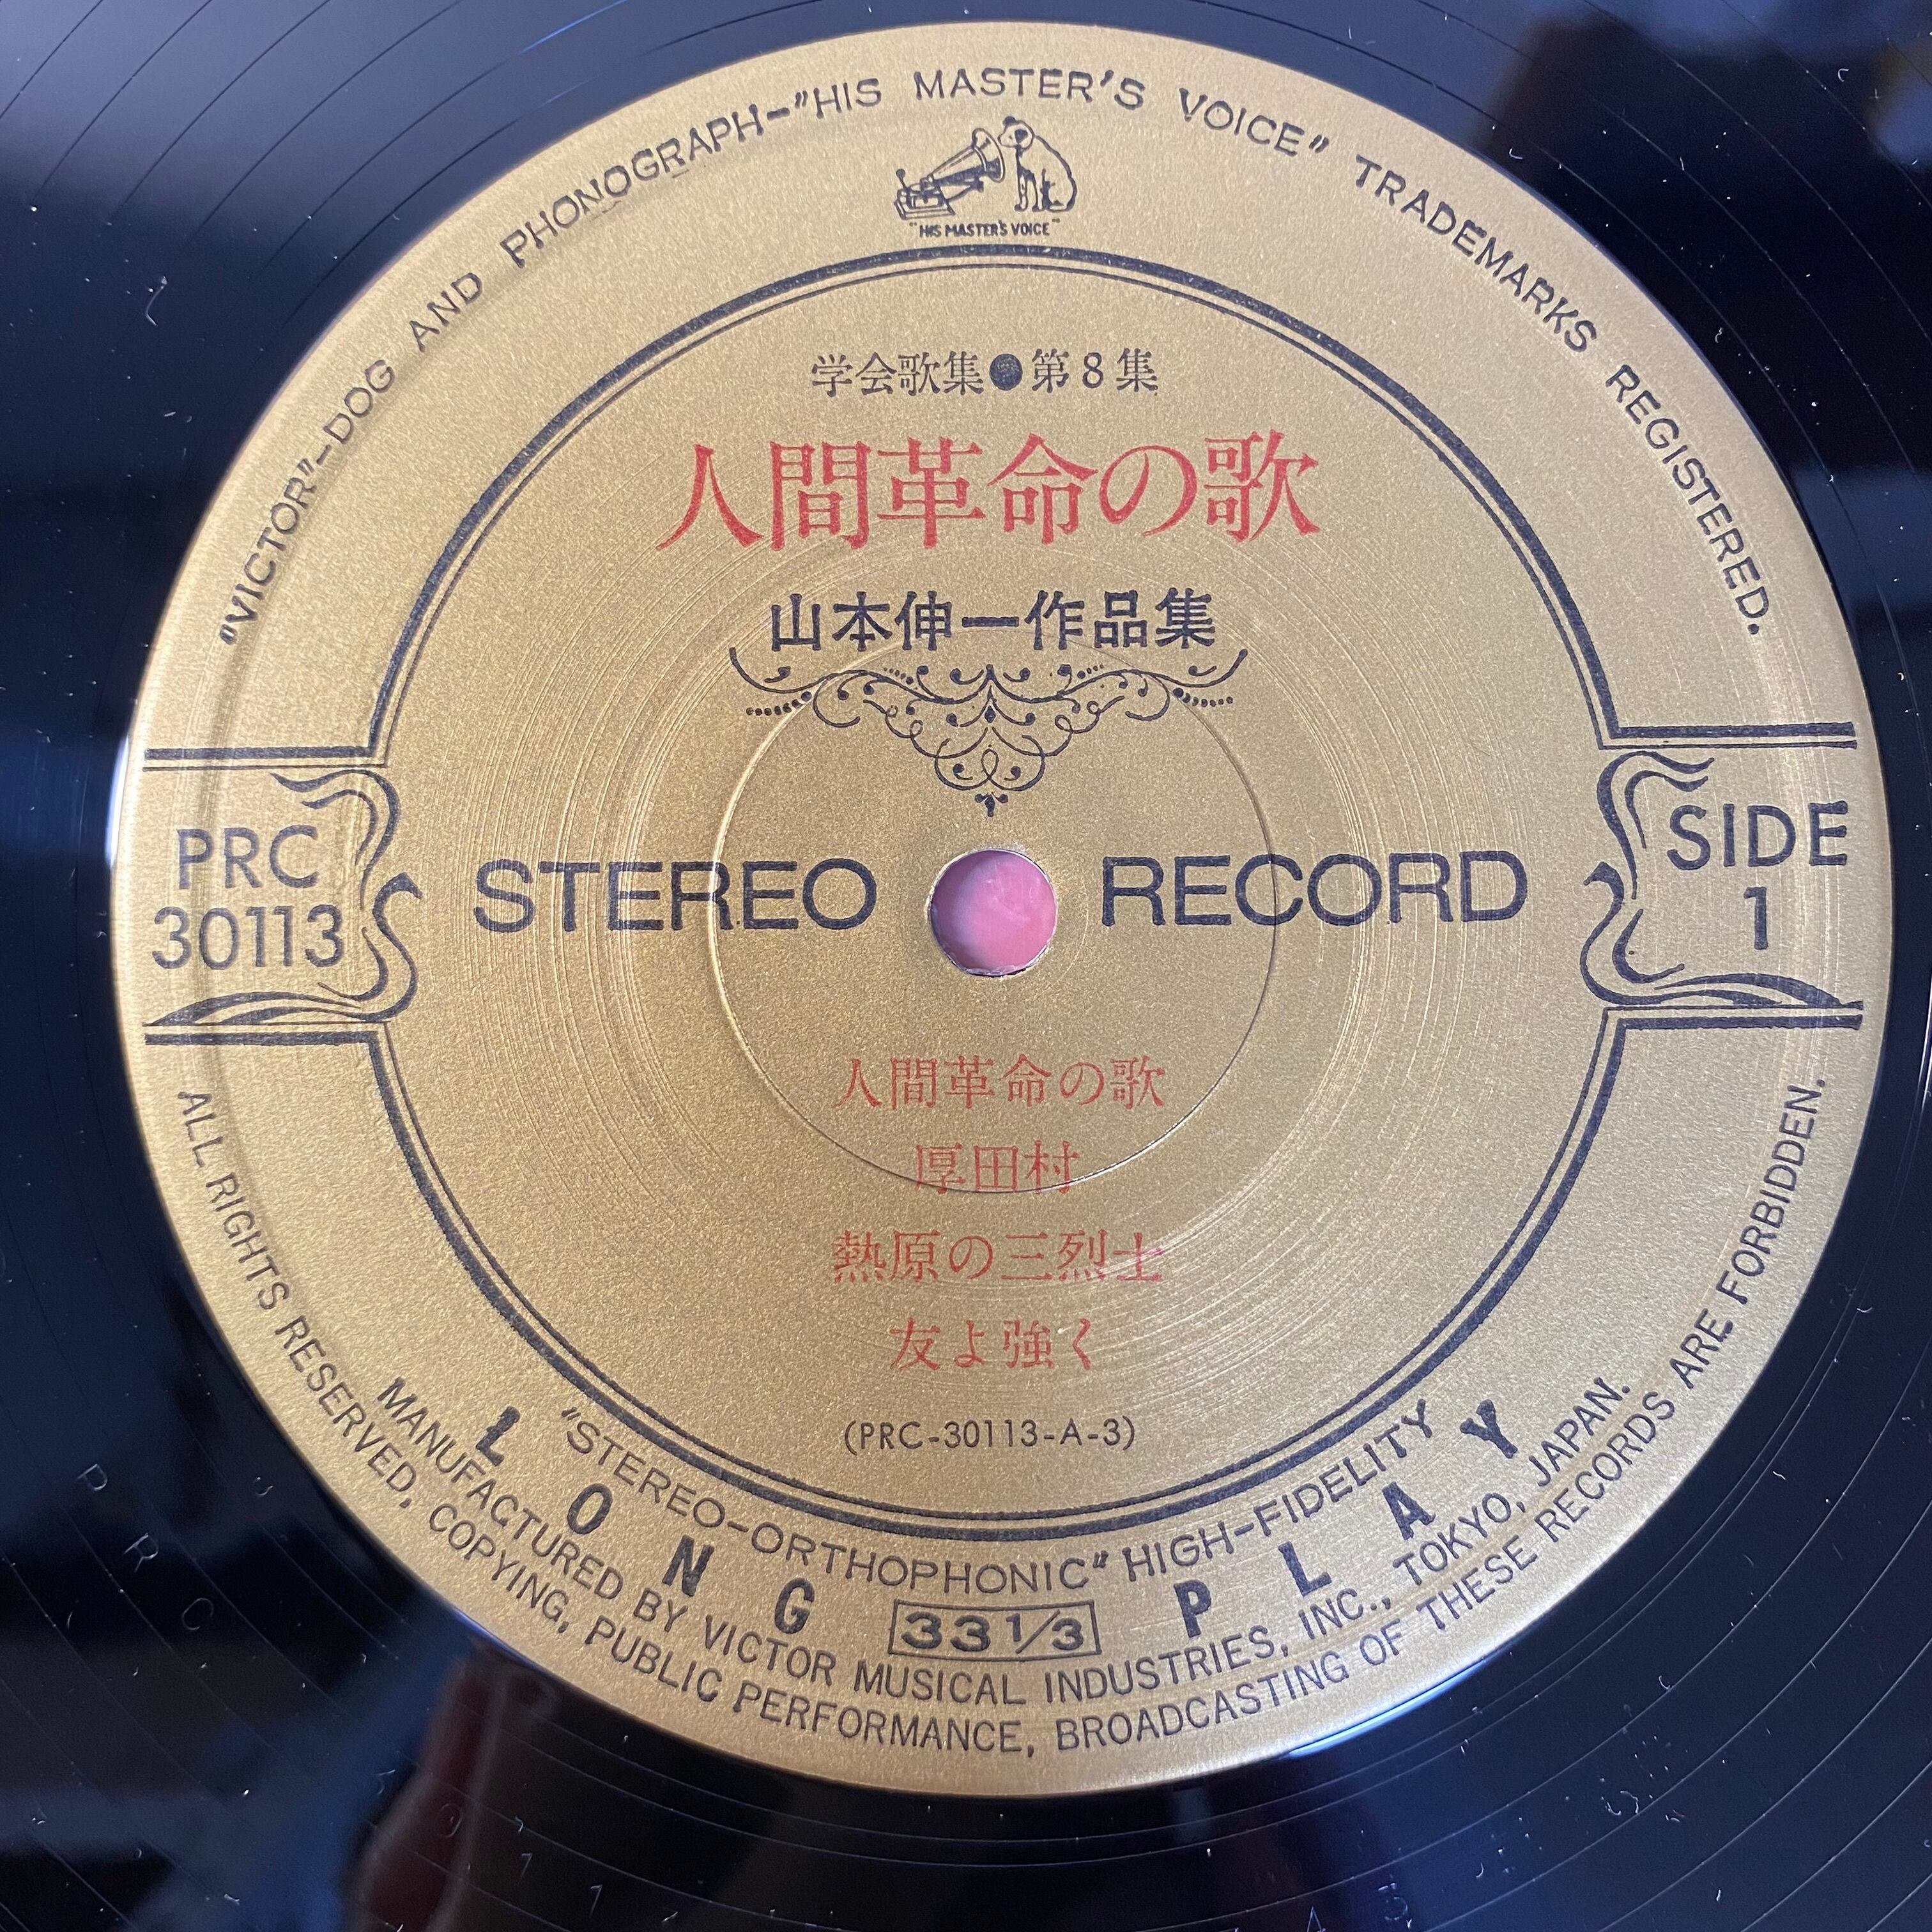 "VICTOR"–DOG AND PHONOGRAPH–"HIS MASTER'S VOICE" TRADEMARKS REGISTERED.
"HIS MASTER'S VOICE"
学会歌集●第8集
人間革命の歌
山本伸一作品集
PRC
30113
STEREO RECORD
SIDE
1
人間革命の歌
厚田村
熱原の三烈士
友よ強く
(PRC-30113-A-3)
"STEREO-ORTHOPHONIC" HIGH-FIDELITY
LONG 33 1/3 PLAY
MANUFACTURED BY VICTOR MUSICAL INDUSTRIES, INC., TOKYO, JAPAN.
ALL RIGHTS RESERVED, COPYING, PUBLIC PERFORMANCE, BROADCASTING OF THESE RECORDS ARE FORBIDDEN.
PRC